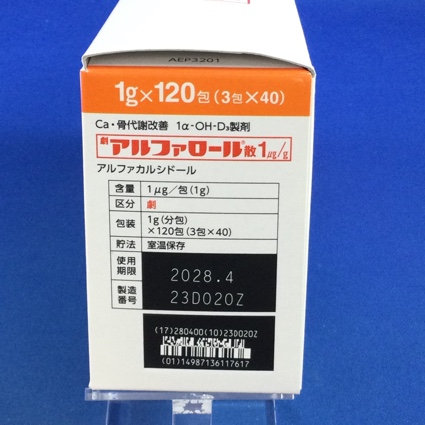 AEP3201
1g×120包(3包×40)
Ca・骨代謝改善 1α-OH-D₃製剤
劇 アルファロール®散1μg/g
アルファカルシドール
含量 1μg/包(1g)
区分 劇
包装 1g(分包)
×120包(3包×40)
貯法 室温保存
使用
期限 2028.4
製造
番号 23D020Z
(17)280400(10)23D020Z
(01)14987136117617